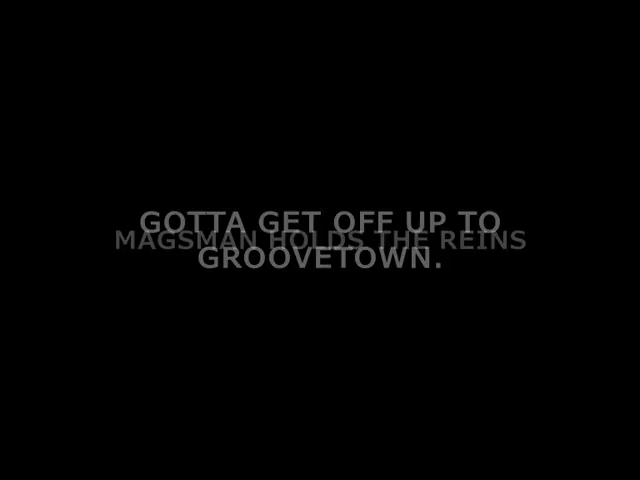 GOTTA GET OFF UP TO
MAGSMAN HOLDS THE REINS
GROOVETOWN.